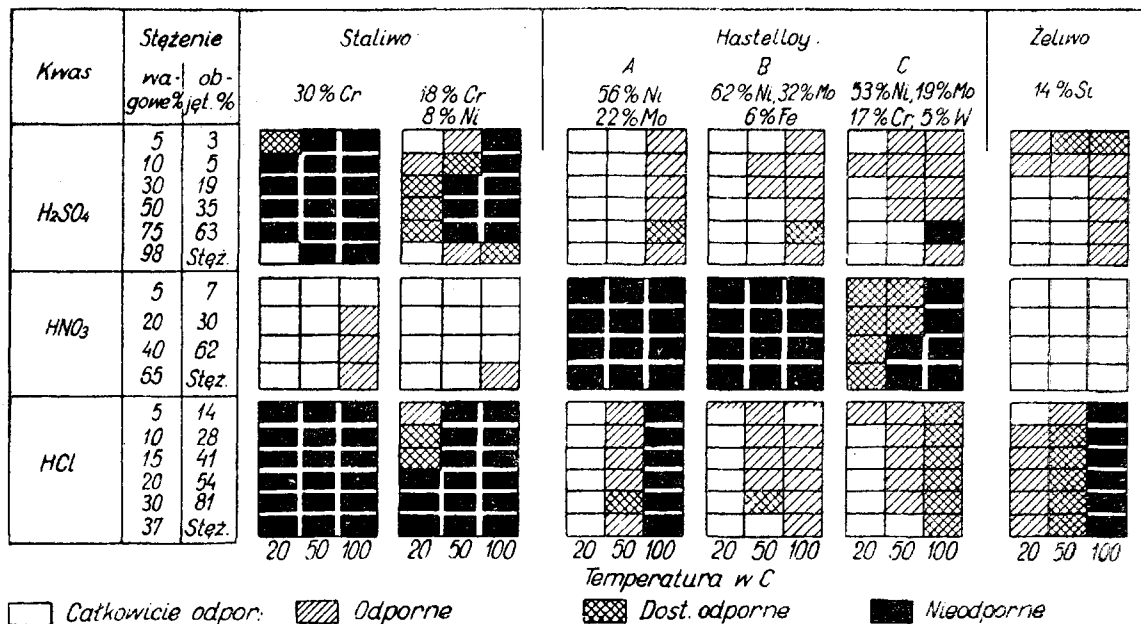 Kwas Stężenie Staliwo Hastelloy. Żeliwo
wa- ob- A B C
gowe% jęt. % 30% Cr 18% Cr 56% Ni 62% Ni, 32% Mo 53% Ni, 19% Mo 14% Si
8% Ni 22% Mo 6% Fe 17% Cr, 5% W
H₂SO₄
5 3
10 5
30 19
50 35
75 63
98 Stęż.
HNO₃
5 7
20 30
40 62
65 Stęż.
HCl
5 14
10 28
15 41
20 54
30 81
37 Stęż.
20 50 100 20 50 100 20 50 100 20 50 100 20 50 100 20 50 100
Temperatura w C
Całkowicie odpor: Odporne Dost. odporne Nieodporne